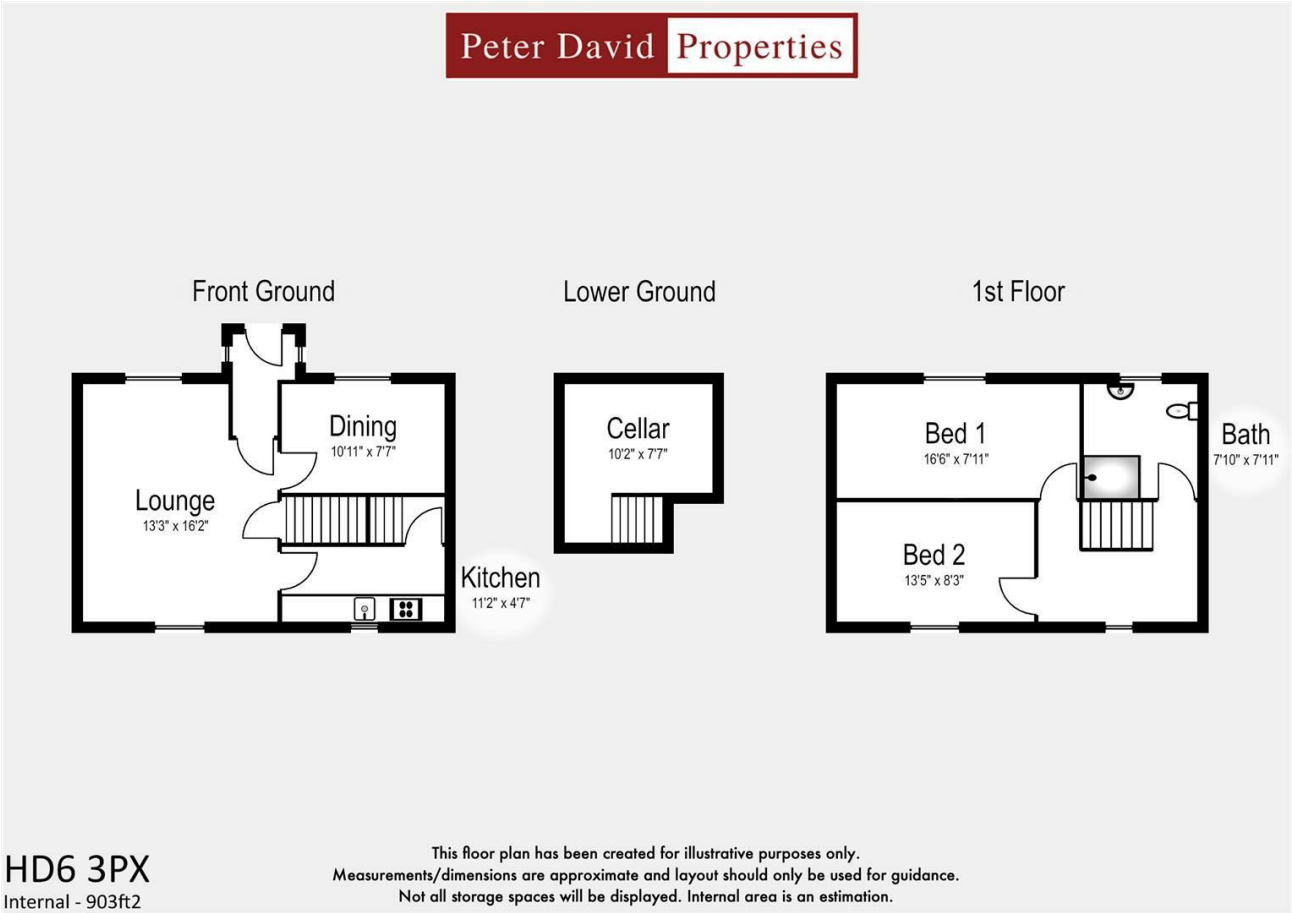 Peter David Properties
Front Ground
Lower Ground
1st Floor
Dining
10'11" x 7'7"
Lounge
13'3" x 16'2"
Kitchen
11'2" x 4'7"
Cellar
10'2" x 7'7"
Bed 1
16'6" x 7'11"
Bath
7'10" x 7'11"
Bed 2
13'5" x 8'3"
HD6 3PX
Internal - 903ft2
This floor plan has been created for illustrative purposes only.
Measurements/dimensions are approximate and layout should only be used for guidance.
Not all storage spaces will be displayed. Internal area is an estimation.